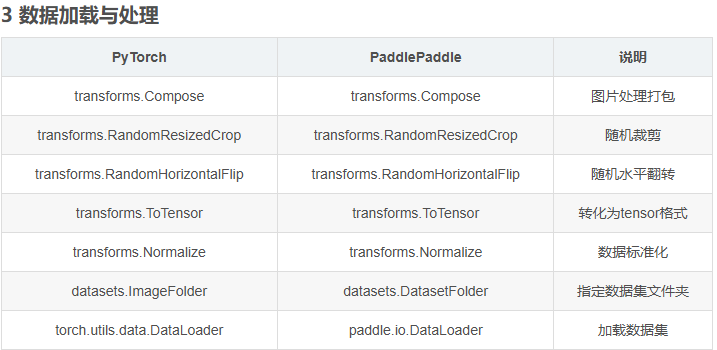 3 数据加载与处理
PyTorch PaddlePaddle 说明
transforms.Compose transforms.Compose 图片处理打包
transforms.RandomResizedCrop transforms.RandomResizedCrop 随机裁剪
transforms.RandomHorizontalFlip transforms.RandomHorizontalFlip 随机水平翻转
transforms.ToTensor transforms.ToTensor 转化为tensor格式
transforms.Normalize transforms.Normalize 数据标准化
datasets.ImageFolder datasets.DatasetFolder 指定数据集文件夹
torch.utils.data.DataLoader paddle.io.DataLoader 加载数据集